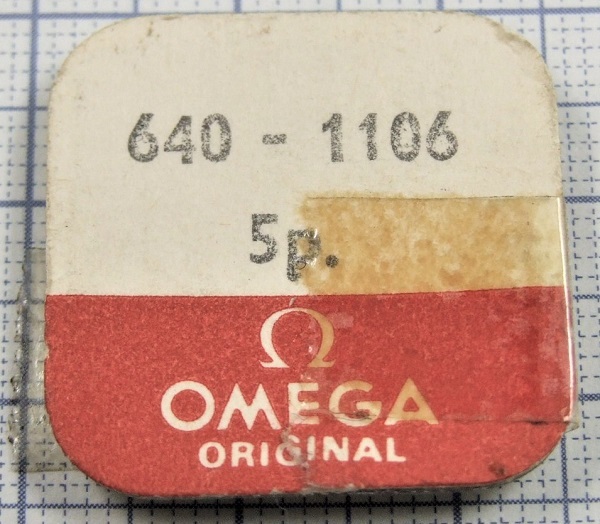 640 - 1106
5p.
Ω
OMEGA
ORIGINAL